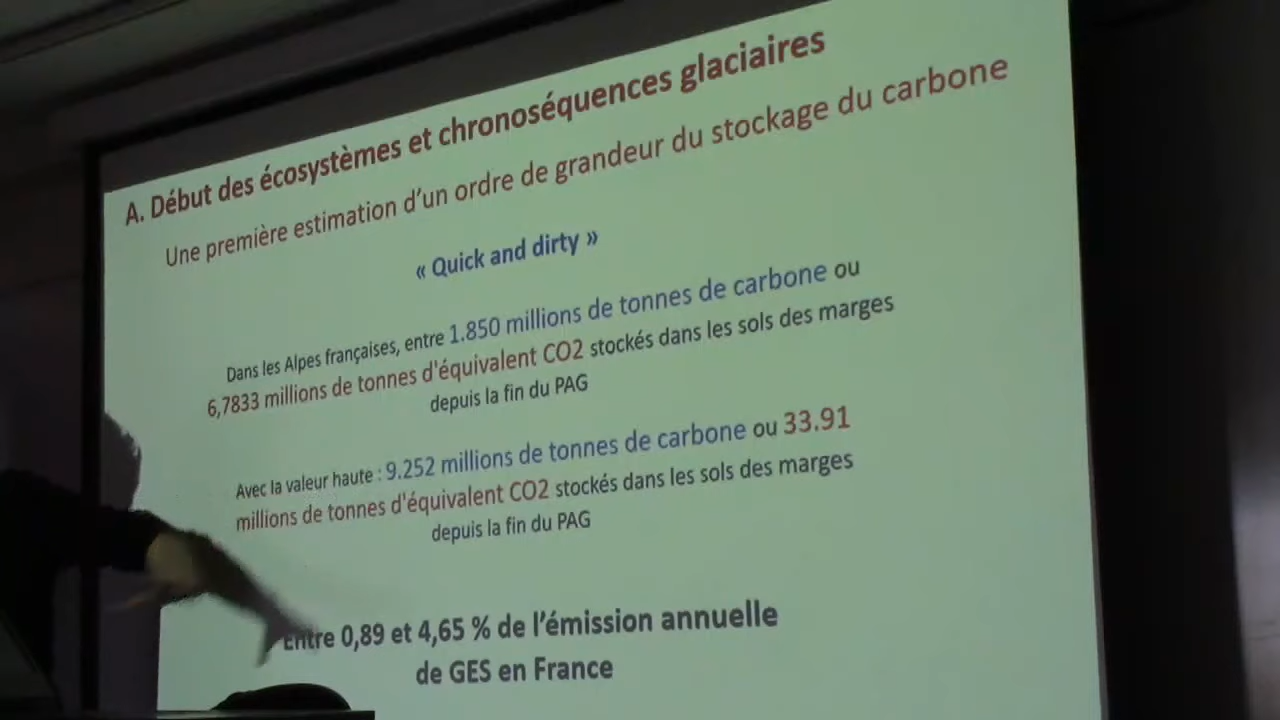 A. Début des écosystèmes et chronoséquences glaciaires
Une première estimation d’un ordre de grandeur du stockage du carbone
« Quick and dirty »
Dans les Alpes françaises, entre 1.850 millions de tonnes de carbone ou
6,7833 millions de tonnes d'équivalent CO2 stockés dans les sols des marges
depuis la fin du PAG
Avec la valeur haute : 9.252 millions de tonnes de carbone ou 33.91
millions de tonnes d'équivalent CO2 stockés dans les sols des marges
depuis la fin du PAG
Entre 0,89 et 4,65 % de l’émission annuelle
de GES en France